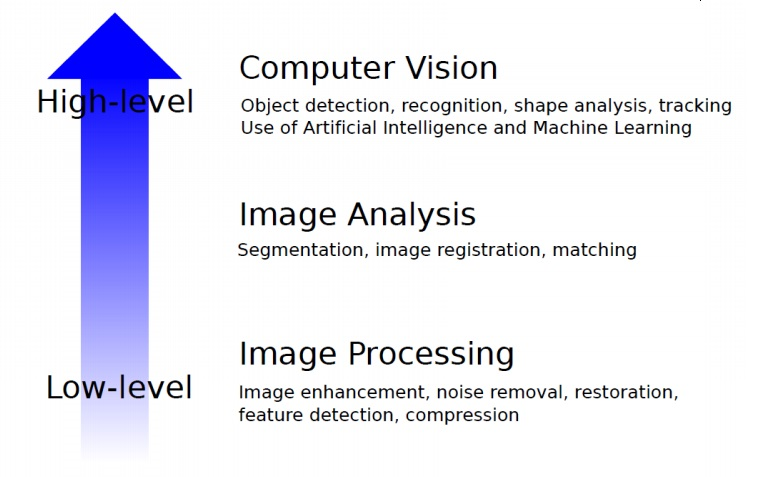 Computer Vision
High-level
Object detection, recognition, shape analysis, tracking
Use of Artificial Intelligence and Machine Learning
Image Analysis
Segmentation, image registration, matching
Image Processing
Low-level
Image enhancement, noise removal, restoration,
feature detection, compression